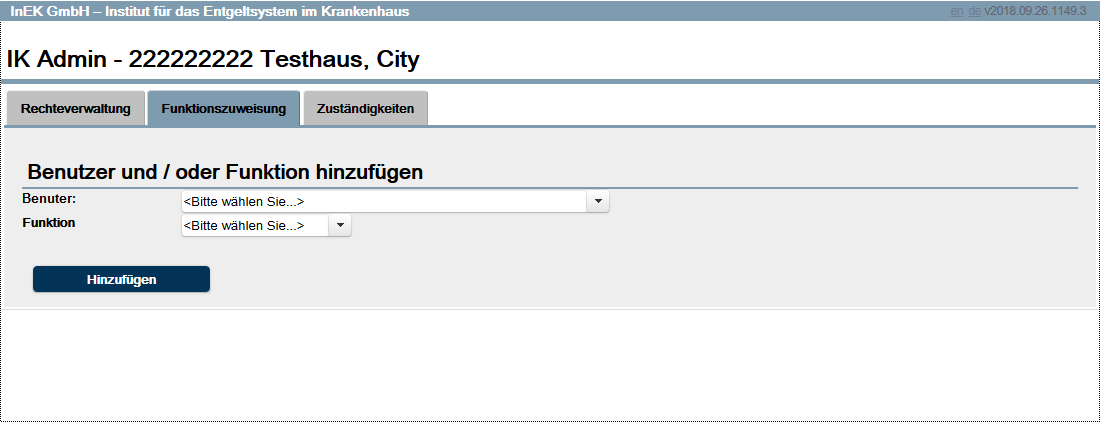 InEK GmbH – Institut für das Entgeltsystem im Krankenhaus en de v2018.09.26.1149.3
IK Admin - 222222222 Testhaus, City
Rechteverwaltung Funktionszuweisung Zuständigkeiten
Benutzer und / oder Funktion hinzufügen
Benuter: <Bitte wählen Sie...>
Funktion <Bitte wählen Sie...>
Hinzufügen